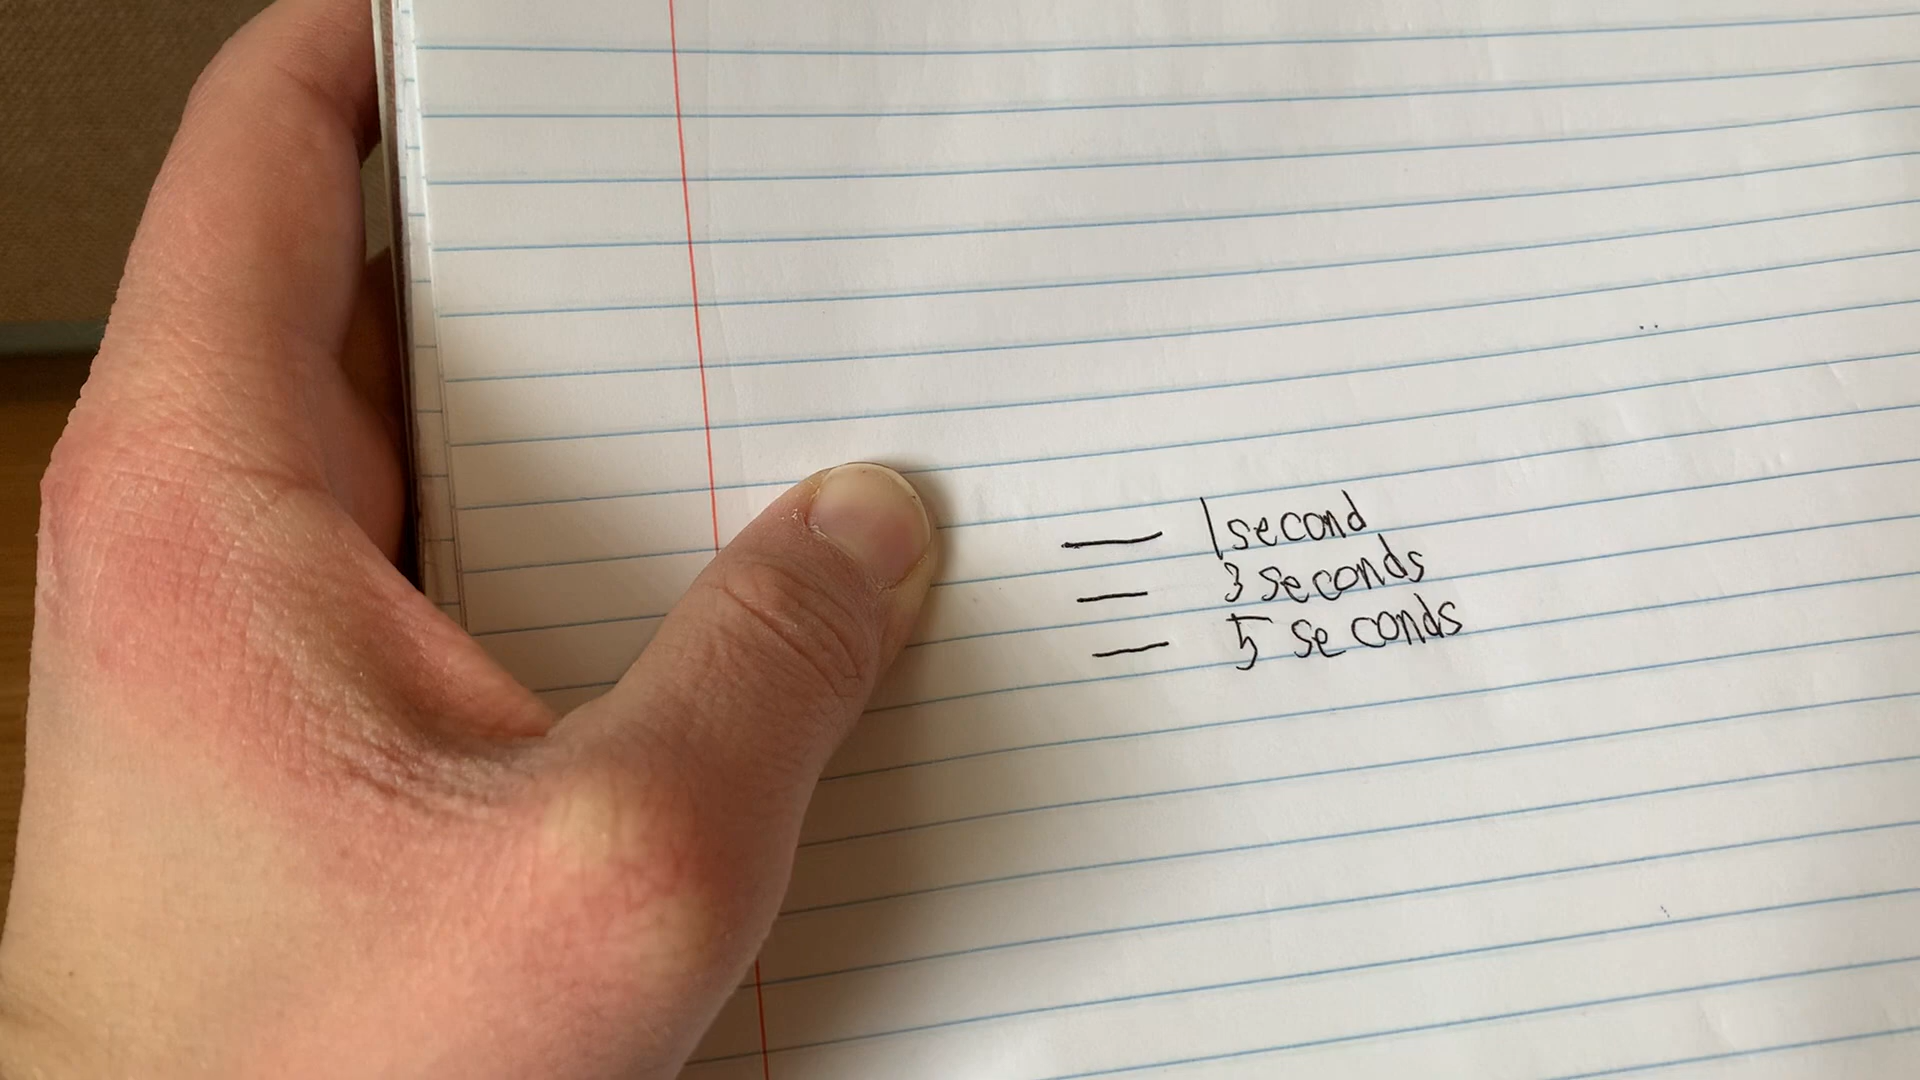 — 1 second
— 3 seconds
— 5 seconds